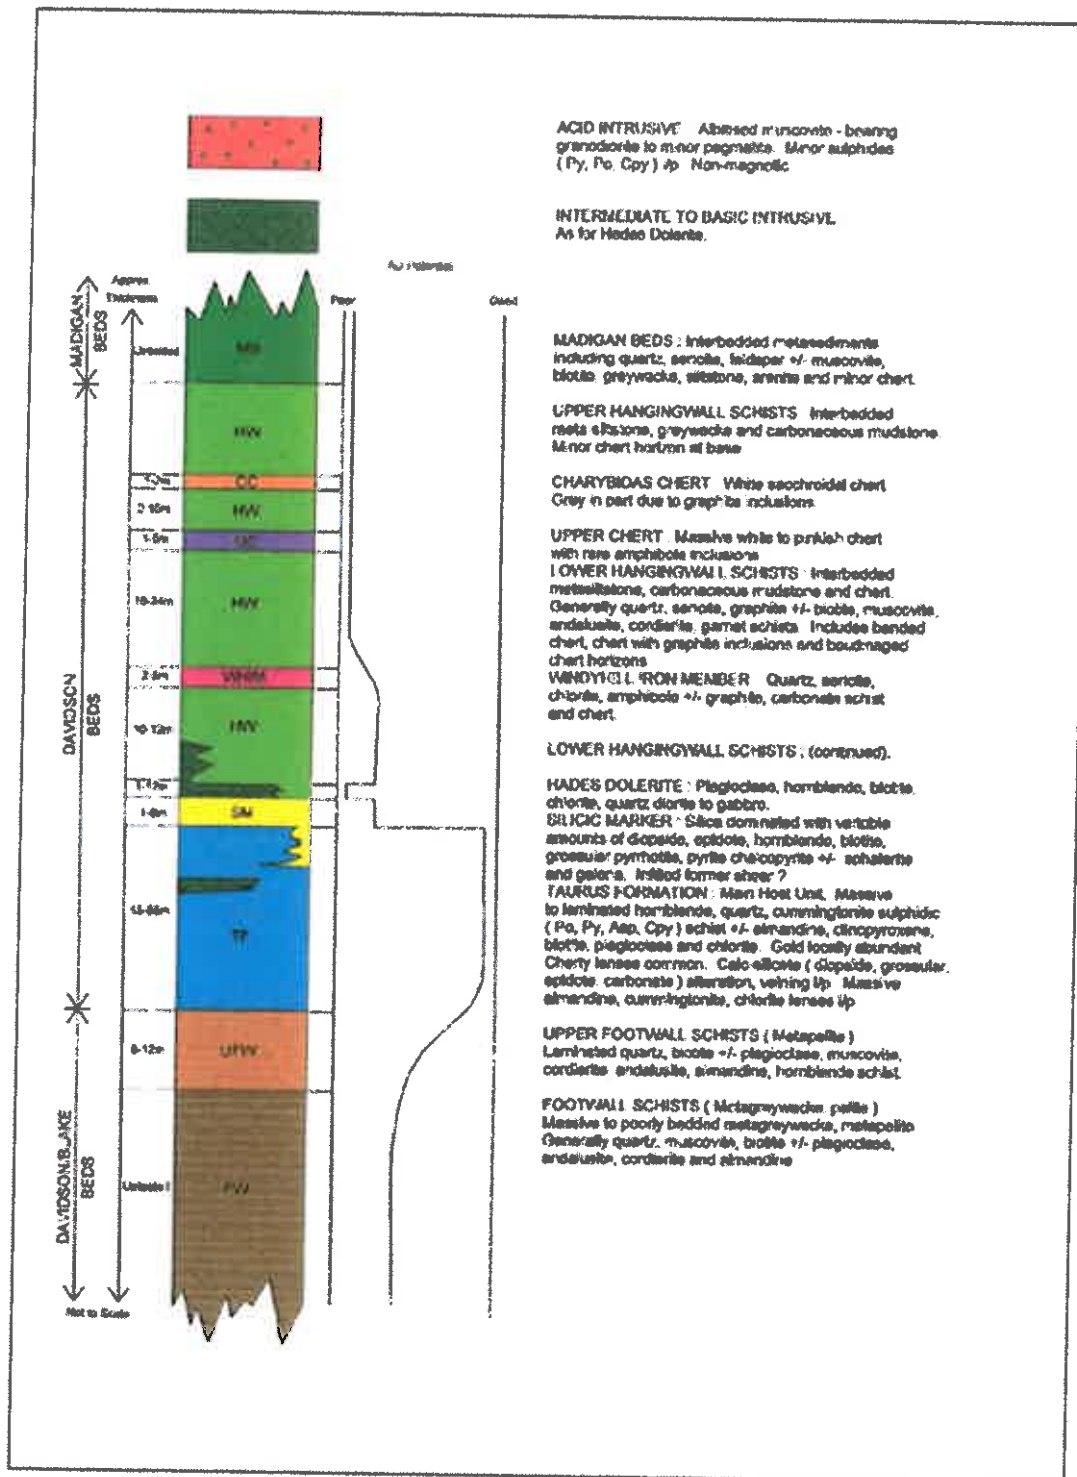 ACID INTRUSIVE Albitised muscovite - bearing
granodiorite to minor pegmatite. Minor sulphides
( Py, Po, Cpy ) i/p Non-magnetic
INTERMEDIATE TO BASIC INTRUSIVE
As for Hades Dolerite.
Au Potential
Approx.
Thickness
Poor
Good
MADIGAN
BEDS
MB
MADIGAN BEDS : Interbedded metasediments
including quartz, sericite, feldspar +/- muscovite,
biotite, greywacke, siltstone, arenite and minor chert.
HW
UPPER HANGINGWALL SCHISTS Interbedded
meta siltstone, greywacke and carbonaceous mudstone.
Minor chert horizon at base
CC
CHARYBIDAS CHERT White saccharoidal chert
Grey in part due to graphite inclusions
2-10m
HW
UC
UPPER CHERT : Massive white to pinkish chert
with rare amphibole inclusions
LOWER HANGINGWALL SCHISTS : Interbedded
metasiltstone, carbonaceous mudstone and chert.
Generally quartz, sericite, graphite +/- biotite, muscovite,
andalusite, cordierite, garnet schists. Includes banded
chert, chert with graphite inclusions and boudinaged
chert horizons
HW
DAVIDSON
BEDS
WHIM
WINDYHILL IRON MEMBER Quartz, sericite,
chlorite, amphibole +/- graphite, carbonate schist
and chert.
10-12m
HW
LOWER HANGINGWALL SCHISTS ; (continued).
HADES DOLERITE : Plagioclase, hornblende, biotite,
chlorite, quartz diorite to gabbro.
SM
SILICIC MARKER : Silica dominated with variable
amounts of diopside, epidote, hornblende, biotite,
grossular pyrrhotite, pyrite chalcopyrite +/- sphalerite
and galena. Infilled former shear ?
TF
TAURUS FORMATION : Main Host Unit. Massive
to laminated hornblende, quartz, cummingtonite sulphidic
( Po, Py, Asp, Cpy ) schist +/- almandine, clinopyroxene,
biotite, plagioclase and chlorite. Gold locally abundant
Cherty lenses common. Calc-silicate ( diopside, grossular,
epidote, carbonate ) alteration, veining i/p Massive
almandine, cummingtonite, chlorite lenses i/p
UFW
UPPER FOOTWALL SCHISTS ( Metapelite )
Laminated quartz, biotite +/- plagioclase, muscovite,
cordierite, andalusite, almandine, hornblende schist.
DAVIDSON/BLAKE
BEDS
FW
FOOTWALL SCHISTS ( Metagreywacke, pelite )
Massive to poorly bedded metagreywacke, metapelite
Generally quartz, muscovite, biotite +/- plagioclase,
andalusite, cordierite and almandine
Not to Scale